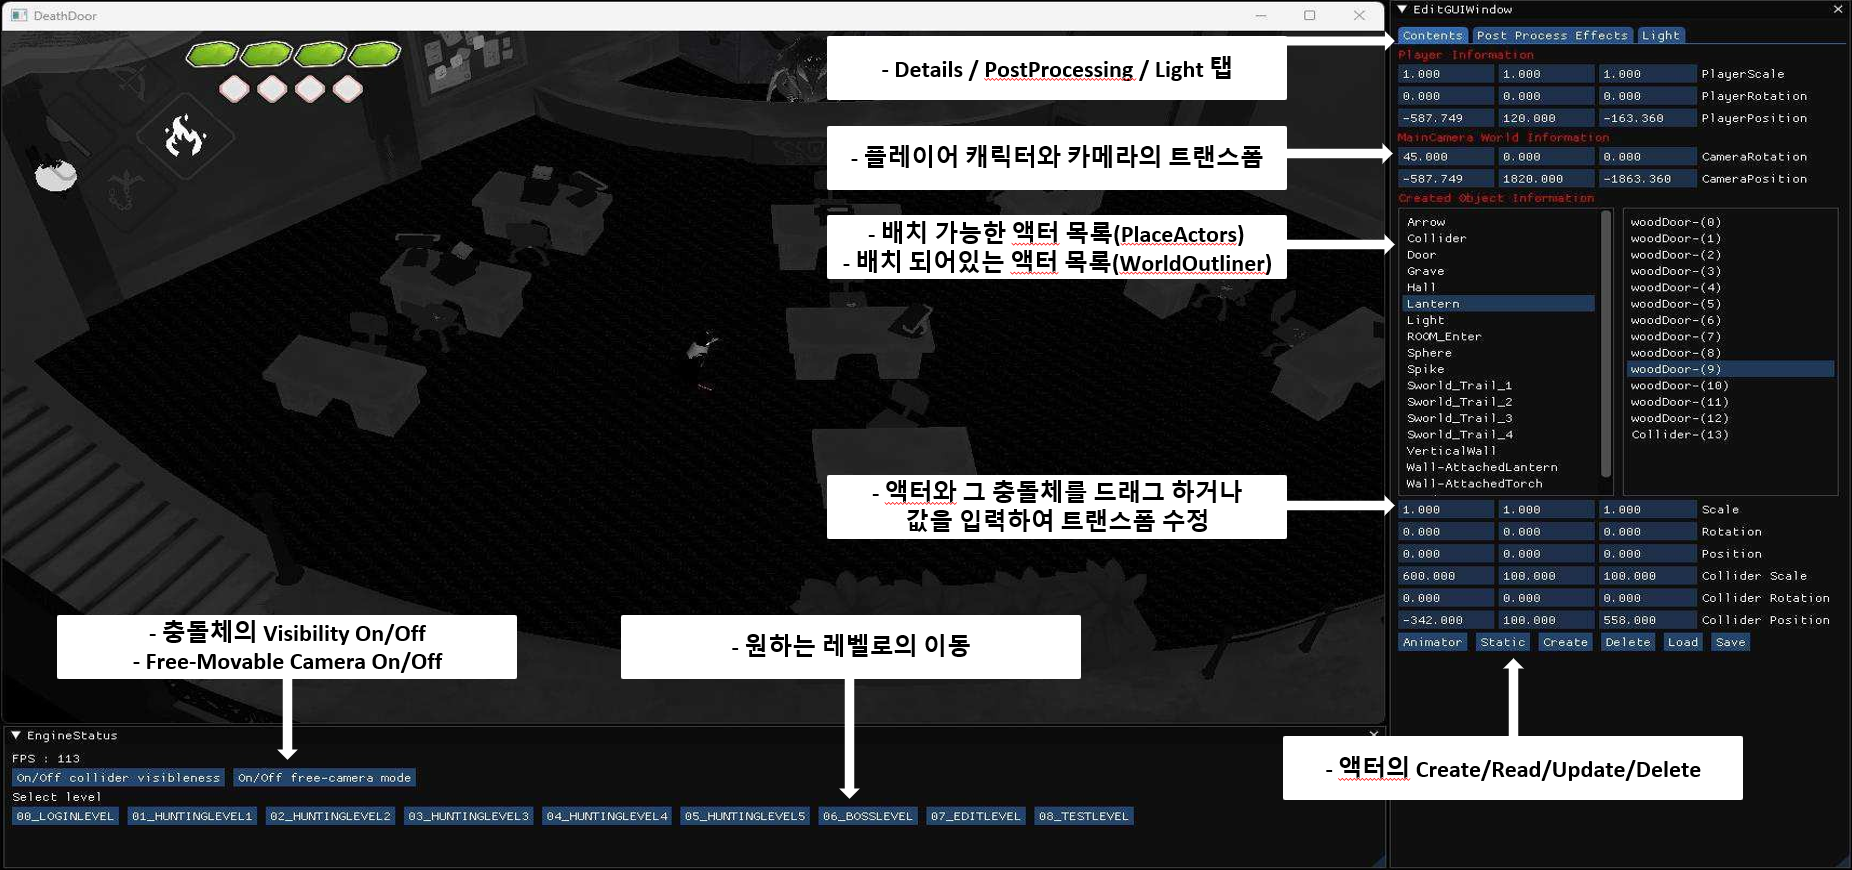 DeathDoor
- Details / PostProcessing / Light 탭
- 플레이어 캐릭터와 카메라의 트랜스폼
- 배치 가능한 액터 목록(PlaceActors)
- 배치 되어있는 액터 목록(WorldOutliner)
- 액터와 그 충돌체를 드래그 하거나
값을 입력하여 트랜스폼 수정
- 충돌체의 Visibility On/Off
- Free-Movable Camera On/Off
- 원하는 레벨로의 이동
EngineStatus
FPS : 113
On/Off collider visibleness On/Off free-camera mode
Select level
00_LOGINLEVEL 01_HUNTINGLEVEL1 02_HUNTINGLEVEL2 03_HUNTINGLEVEL3 04_HUNTINGLEVEL4 05_HUNTINGLEVEL5 06_BOSSLEVEL 07_EDITLEVEL 08_TESTLEVEL
EditGUIWindow
Contents Post Process Effects Light
Player Information
1.000 1.000 1.000 PlayerScale
0.000 0.000 0.000 PlayerRotation
-587.749 120.000 -163.360 PlayerPosition
MainCamera World Information
45.000 0.000 0.000 CameraRotation
-587.749 1820.000 -1863.360 CameraPosition
Created Object Information
Arrow
Collider
Door
Grave
Hall
Lantern
Light
ROOM_Enter
Sphere
Spike
Sworld_Trail_1
Sworld_Trail_2
Sworld_Trail_3
Sworld_Trail_4
VerticalWall
Wall-AttachedLantern
Wall-AttachedTorch
woodDoor-(0)
woodDoor-(1)
woodDoor-(2)
woodDoor-(3)
woodDoor-(4)
woodDoor-(5)
woodDoor-(6)
woodDoor-(7)
woodDoor-(8)
woodDoor-(9)
woodDoor-(10)
woodDoor-(11)
woodDoor-(12)
Collider-(13)
1.000 1.000 1.000 Scale
0.000 0.000 0.000 Rotation
0.000 0.000 0.000 Position
600.000 100.000 100.000 Collider Scale
0.000 0.000 0.000 Collider Rotation
-342.000 100.000 558.000 Collider Position
Animator Static Create Delete Load Save
- 액터의 Create/Read/Update/Delete